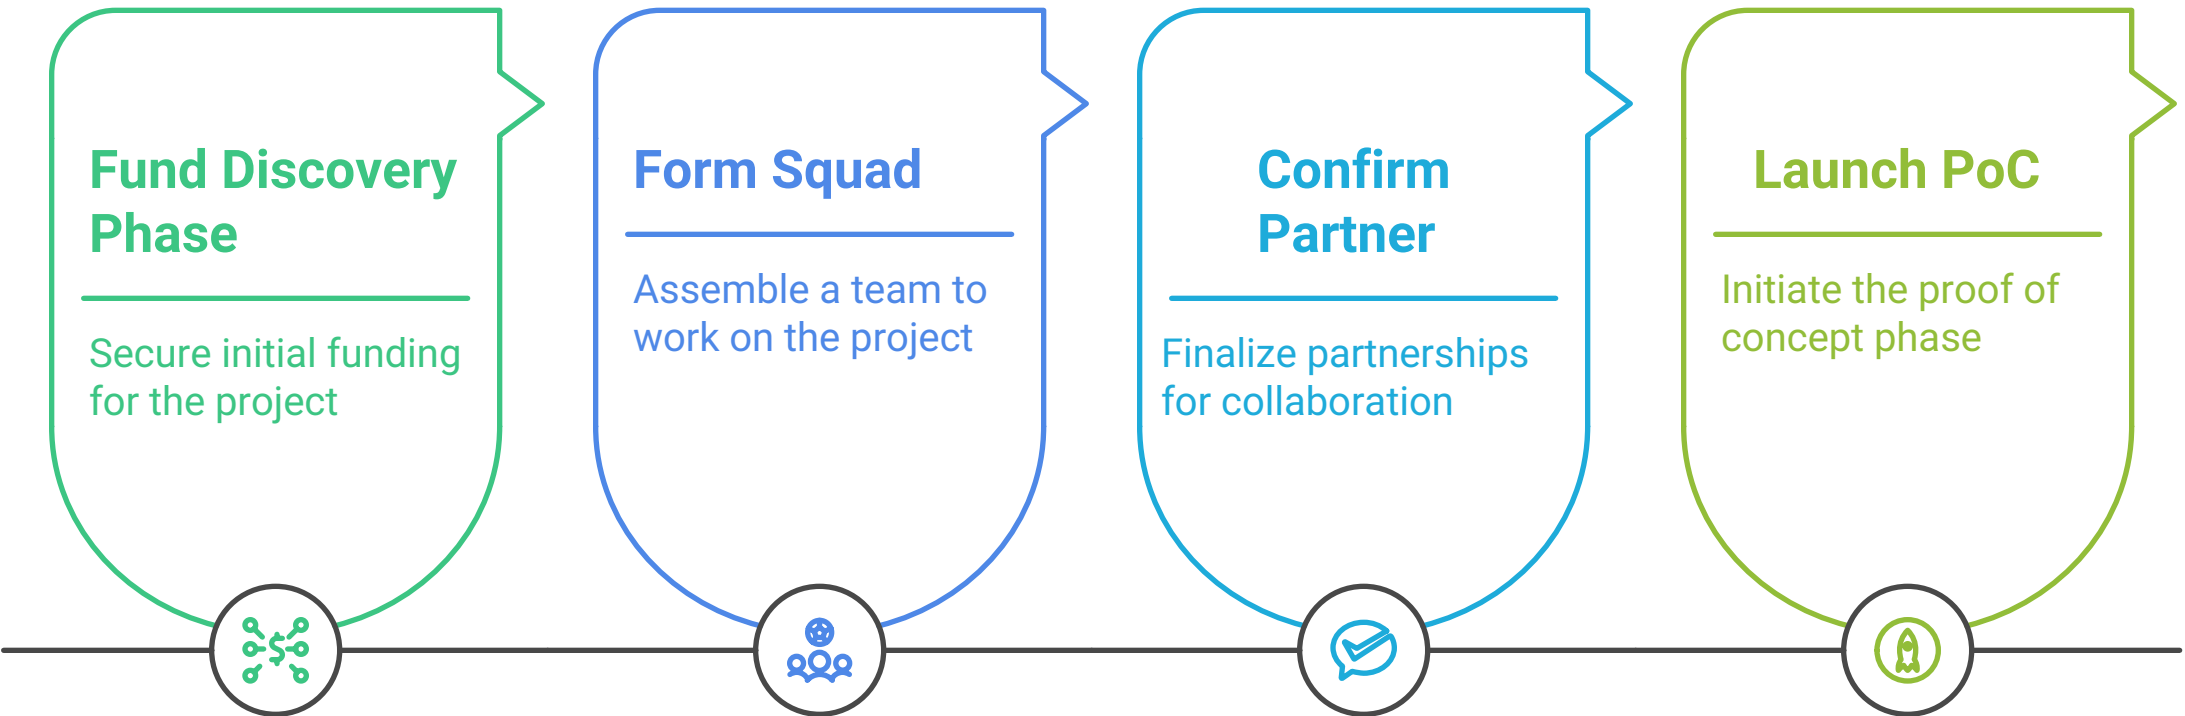 Fund Discovery
Phase
Secure initial funding
for the project
Form Squad
Assemble a team to
work on the project
Confirm
Partner
Finalize partnerships
for collaboration
Launch PoC
Initiate the proof of
concept phase